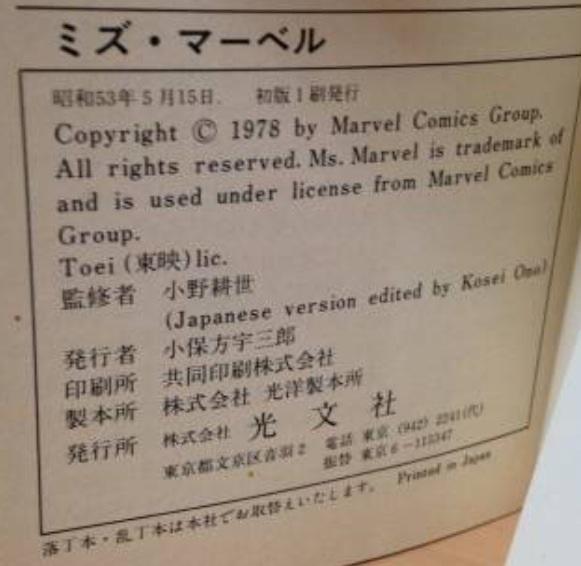 ミズ・マーベル
昭和53年5月15日. 初版1刷発行
Copyright © 1978 by Marvel Comics Group.
All rights reserved. Ms. Marvel is trademark of
and is used under license from Marvel Comics
Group.
Toei (東映) lic.
監修者 小野耕世
(Japanese version edited by Kosei Ono)
発行者 小保方宇三郎
印刷所 共同印刷株式会社
製本所 株式会社 光洋製本所
発行所 株式会社 光文社
東京都文京区音羽2 電話 東京 (942) 2241(代)
振替 東京6-115347
落丁本・乱丁本は本社でお取替えいたします。 Printed in Japan